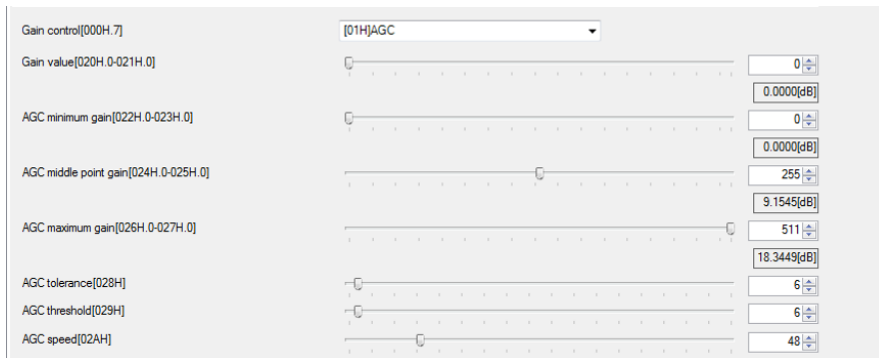 Gain control[000H.7] [01H]AGC
Gain value[020H.0-021H.0] 0
0.0000[dB]
AGC minimum gain[022H.0-023H.0] 0
0.0000[dB]
AGC middle point gain[024H.0-025H.0] 255
9.1545[dB]
AGC maximum gain[026H.0-027H.0] 511
18.3449[dB]
AGC tolerance[028H] 6
AGC threshold[029H] 6
AGC speed[02AH] 48